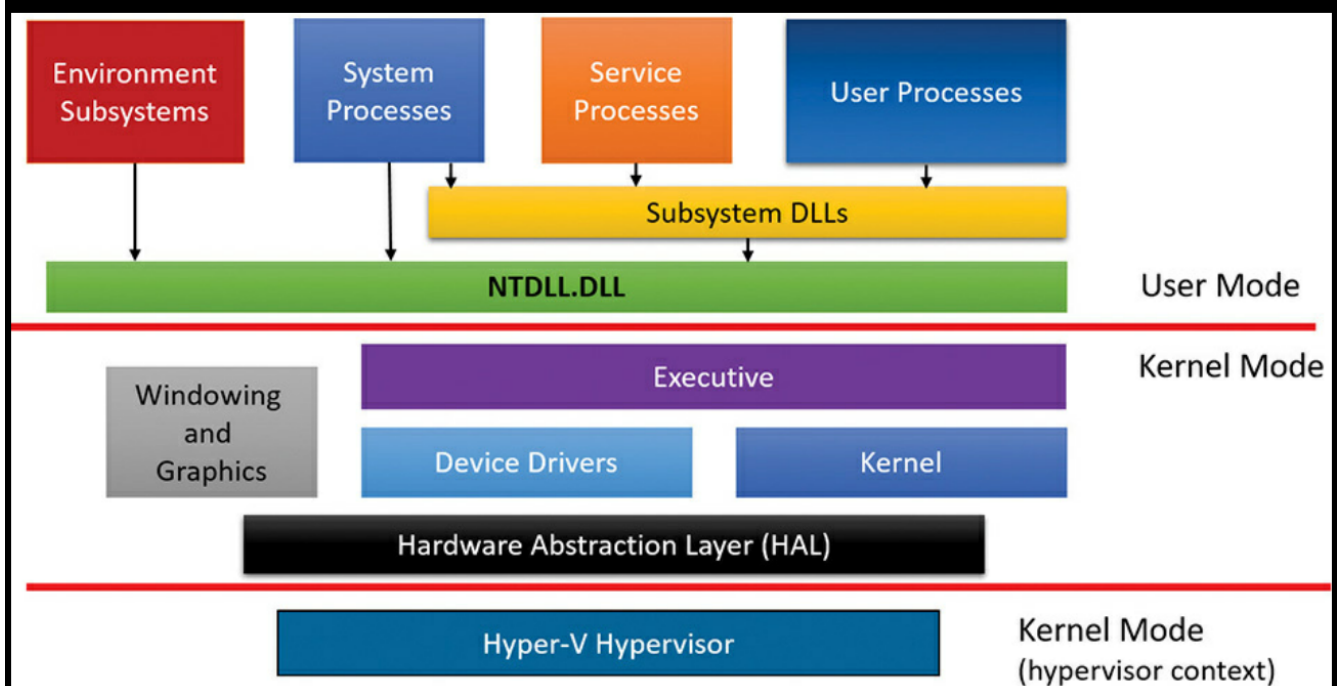 Environment
Subsystems
System
Processes
Service
Processes
User Processes
Subsystem DLLs
NTDLL.DLL
User Mode
Kernel Mode
Executive
Windowing
and
Graphics
Device Drivers
Kernel
Hardware Abstraction Layer (HAL)
Hyper-V Hypervisor
Kernel Mode
(hypervisor context)